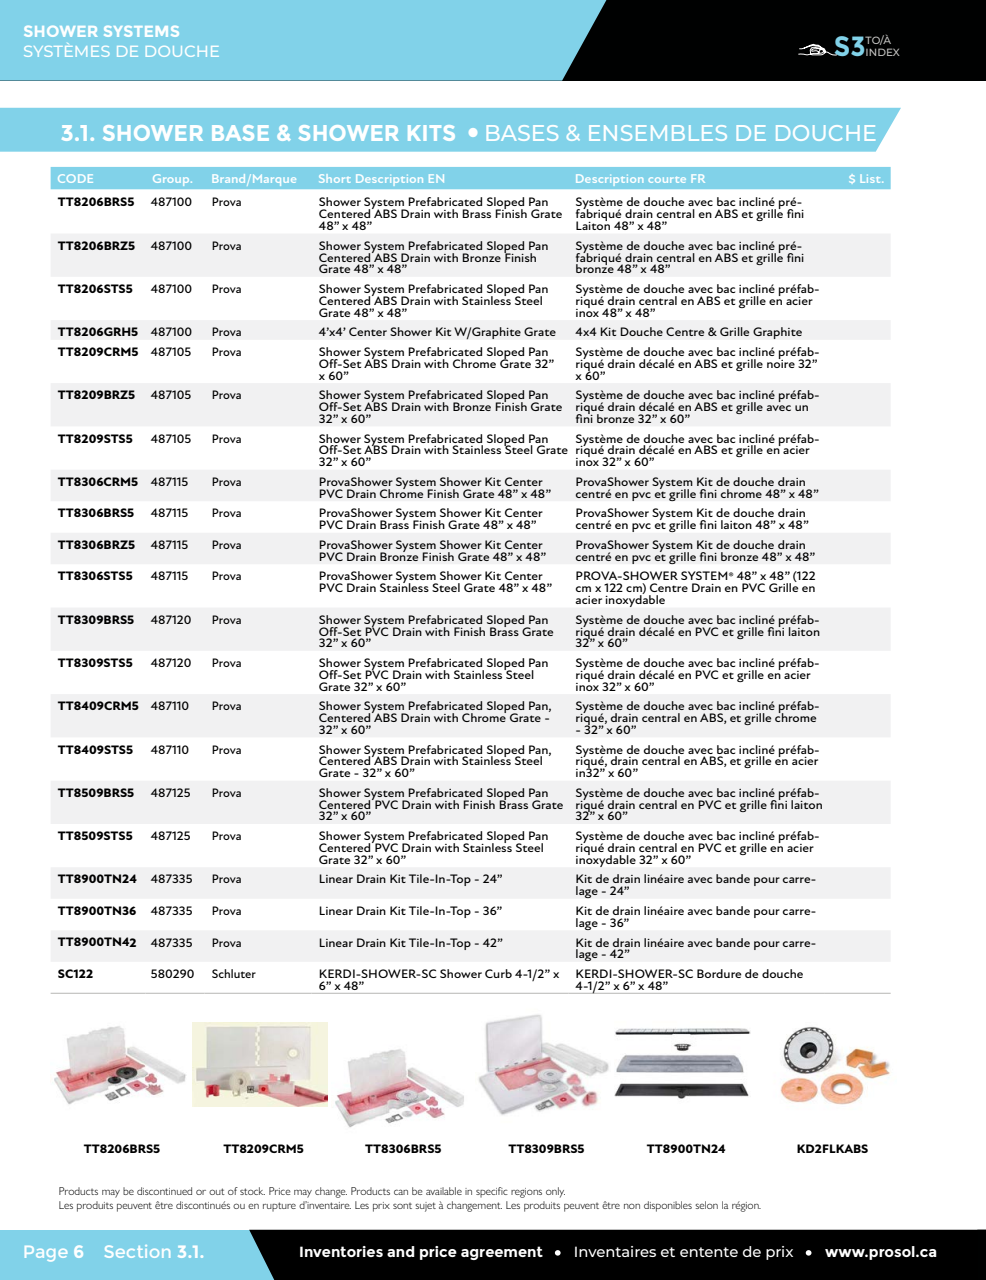 SHOWER SYSTEMS
SYSTÈMES DE DOUCHE
S3 TO/À INDEX
3.1. SHOWER BASE & SHOWER KITS • BASES & ENSEMBLES DE DOUCHE
CODE Group. Brand/Marque Short Description EN Description courte FR $ List.
TT8206BRS5 487100 Prova Shower System Prefabricated Sloped Pan Système de douche avec bac incliné pré-
Centered ABS Drain with Brass Finish Grate fabriqué drain central en ABS et grille fini
48” x 48” Laiton 48” x 48”
TT8206BRZ5 487100 Prova Shower System Prefabricated Sloped Pan Système de douche avec bac incliné pré-
Centered ABS Drain with Bronze Finish fabriqué drain central en ABS et grille fini
Grate 48” x 48” bronze 48” x 48”
TT8206STS5 487100 Prova Shower System Prefabricated Sloped Pan Système de douche avec bac incliné préfab-
Centered ABS Drain with Stainless Steel riqué drain central en ABS et grille en acier
Grate 48” x 48” inox 48” x 48”
TT8206GRH5 487100 Prova 4’x4’ Center Shower Kit W/Graphite Grate 4x4 Kit Douche Centre & Grille Graphite
TT8209CRM5 487105 Prova Shower System Prefabricated Sloped Pan Système de douche avec bac incliné préfab-
Off-Set ABS Drain with Chrome Grate 32” riqué drain décalé en ABS et grille noire 32”
x 60” x 60”
TT8209BRZ5 487105 Prova Shower System Prefabricated Sloped Pan Système de douche avec bac incliné préfab-
Off-Set ABS Drain with Bronze Finish Grate riqué drain décalé en ABS et grille avec un
32” x 60” fini bronze 32” x 60”
TT8209STS5 487105 Prova Shower System Prefabricated Sloped Pan Système de douche avec bac incliné préfab-
Off-Set ABS Drain with Stainless Steel Grate riqué drain décalé en ABS et grille en acier
32” x 60” inox 32” x 60”
TT8306CRM5 487115 Prova ProvaShower System Shower Kit Center ProvaShower System Kit de douche drain
PVC Drain Chrome Finish Grate 48” x 48” centré en pvc et grille fini chrome 48” x 48”
TT8306BRS5 487115 Prova ProvaShower System Shower Kit Center ProvaShower System Kit de douche drain
PVC Drain Brass Finish Grate 48” x 48” centré en pvc et grille fini laiton 48” x 48”
TT8306BRZ5 487115 Prova ProvaShower System Shower Kit Center ProvaShower System Kit de douche drain
PVC Drain Bronze Finish Grate 48” x 48” centré en pvc et grille fini bronze 48” x 48”
TT8306STS5 487115 Prova ProvaShower System Shower Kit Center PROVA-SHOWER SYSTEM® 48” x 48” (122
PVC Drain Stainless Steel Grate 48” x 48” cm x 122 cm) Centre Drain en PVC Grille en
acier inoxydable
TT8309BRS5 487120 Prova Shower System Prefabricated Sloped Pan Système de douche avec bac incliné préfab-
Off-Set PVC Drain with Finish Brass Grate riqué drain décalé en PVC et grille fini laiton
32” x 60” 32” x 60”
TT8309STS5 487120 Prova Shower System Prefabricated Sloped Pan Système de douche avec bac incliné préfab-
Off-Set PVC Drain with Stainless Steel riqué drain décalé en PVC et grille en acier
Grate 32” x 60” inox 32” x 60”
TT8409CRM5 487110 Prova Shower System Prefabricated Sloped Pan, Système de douche avec bac incliné préfab-
Centered ABS Drain with Chrome Grate - riqué, drain central en ABS, et grille chrome
32” x 60” - 32” x 60”
TT8409STS5 487110 Prova Shower System Prefabricated Sloped Pan, Système de douche avec bac incliné préfab-
Centered ABS Drain with Stainless Steel riqué, drain central en ABS, et grille en acier
Grate - 32” x 60” in32” x 60”
TT8509BRS5 487125 Prova Shower System Prefabricated Sloped Pan Système de douche avec bac incliné préfab-
Centered PVC Drain with Finish Brass Grate riqué drain central en PVC et grille fini laiton
32” x 60” 32” x 60”
TT8509STS5 487125 Prova Shower System Prefabricated Sloped Pan Système de douche avec bac incliné préfab-
Centered PVC Drain with Stainless Steel riqué drain central en PVC et grille en acier
Grate 32” x 60” inoxydable 32” x 60”
TT8900TN24 487335 Prova Linear Drain Kit Tile-In-Top - 24” Kit de drain linéaire avec bande pour carre-
lage - 24”
TT8900TN36 487335 Prova Linear Drain Kit Tile-In-Top - 36” Kit de drain linéaire avec bande pour carre-
lage - 36”
TT8900TN42 487335 Prova Linear Drain Kit Tile-In-Top - 42” Kit de drain linéaire avec bande pour carre-
lage - 42”
SC122 580290 Schluter KERDI-SHOWER-SC Shower Curb 4-1/2” x KERDI-SHOWER-SC Bordure de douche
6” x 48” 4-1/2” x 6” x 48”
TT8206BRS5 TT8209CRM5 TT8306BRS5 TT8309BRS5 TT8900TN24 KD2FLKABS
Products may be discontinued or out of stock. Price may change. Products can be available in specific regions only.
Les produits peuvent être discontinués ou en rupture d’inventaire. Les prix sont sujet à changement. Les produits peuvent être non disponibles selon la région.
Page 6 Section 3.1. Inventories and price agreement • Inventaires et entente de prix • www.prosol.ca